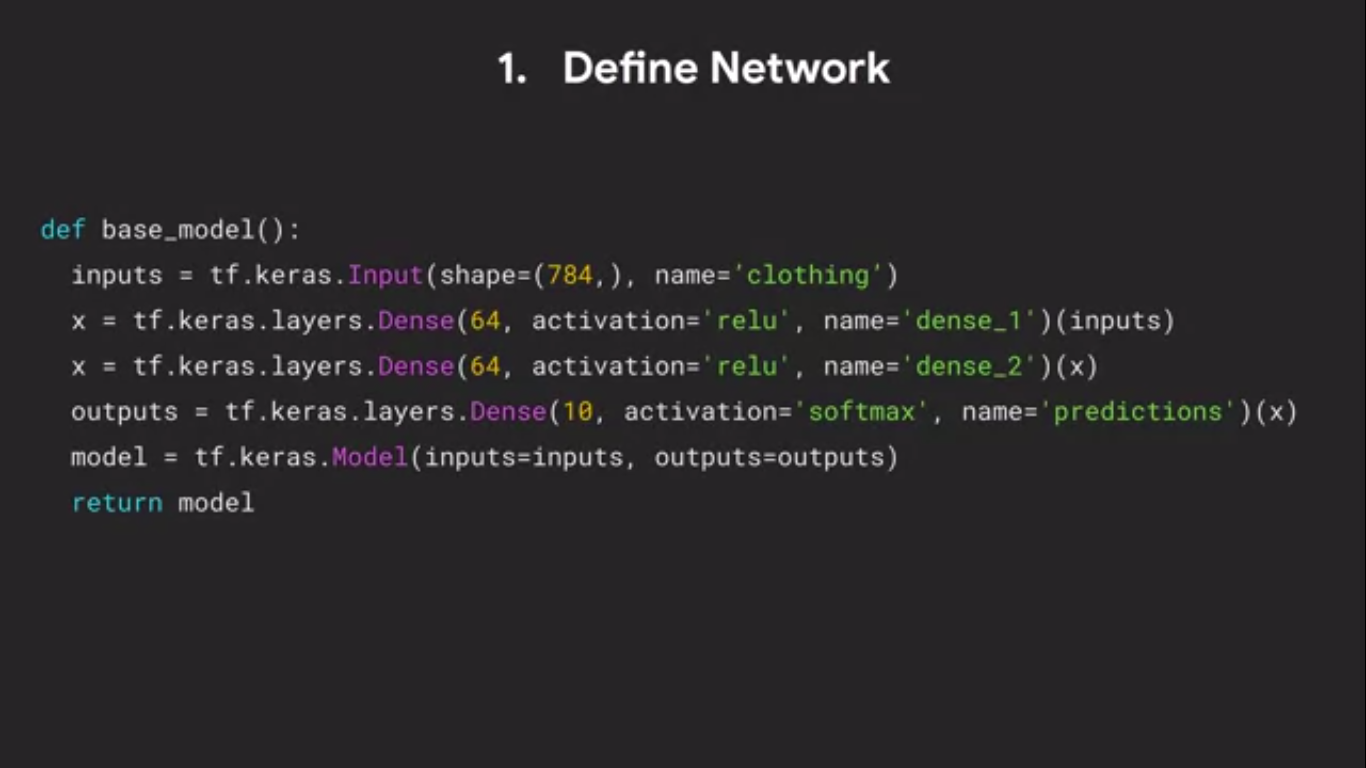 1. Define Network
def base_model():
  inputs = tf.keras.Input(shape=(784,), name='clothing')
  x = tf.keras.layers.Dense(64, activation='relu', name='dense_1')(inputs)
  x = tf.keras.layers.Dense(64, activation='relu', name='dense_2')(x)
  outputs = tf.keras.layers.Dense(10, activation='softmax', name='predictions')(x)
  model = tf.keras.Model(inputs=inputs, outputs=outputs)
  return model